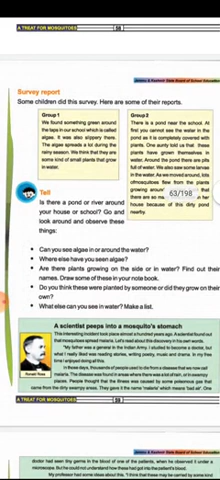 A TREAT FOR MOSQUITOES 58
Survey report
Some children did this survey. Here are some of their reports.
Group 1
We found something green around
the taps in our school which is called
algae. It was also slippery there.
The algae spreads a lot during the
rainy season. We think that they are
some kind of small plants that grow
in water.
Group 2
There is a pond near the school. At
first you cannot see the water in the
pond as it is completely covered with
plants. One aunty told us that these
plants have grown themselves in
water. Around the pond there are pits
full of water. We also saw some larvae
in the water. As we moved around, lots
of mosquitoes flew from the plants
growing around that
there are so in her
house because of this dirty pond
nearby.
63/198
Tell
Is there a pond or river around
your house or school? Go and
look around and observe these
things:
• Can you see algae in or around the water?
• Where else have you seen algae?
• Are there plants growing on the side or in water? Find out their
names. Draw some of these in your note book.
• Do you think these were planted by someone or did they grow on their
own?
• What else can you see in water? Make a list.
A scientist peeps into a mosquito's stomach
This interesting incident took place almost a hundred years ago. A scientist found out
that mosquitoes spread malaria. Let's read about this discovery in his own words.
"My father was a general in the Indian Army. I studied to become a doctor, but
what I really liked was reading stories, writing poetry, music and drama. In my free
time I enjoyed doing all this.
In those days, thousands of people used to die from a disease that we now call
malaria. The disease was found in areas where there was a lot of rain, or in swampy
places. People thought that the illness was caused by some poisonous gas that
came from the dirty swampy areas. They gave it the name 'malaria' which means 'bad air'. One
Ronald Ross
A TREAT FOR MOSQUITOES 59
doctor had seen tiny germs in the blood of one of the patients, when he observed it under a
microscope. But he could not understand how these had got into the patient's blood.
My professor had some ideas about this. "I think that these may be carried by some kind